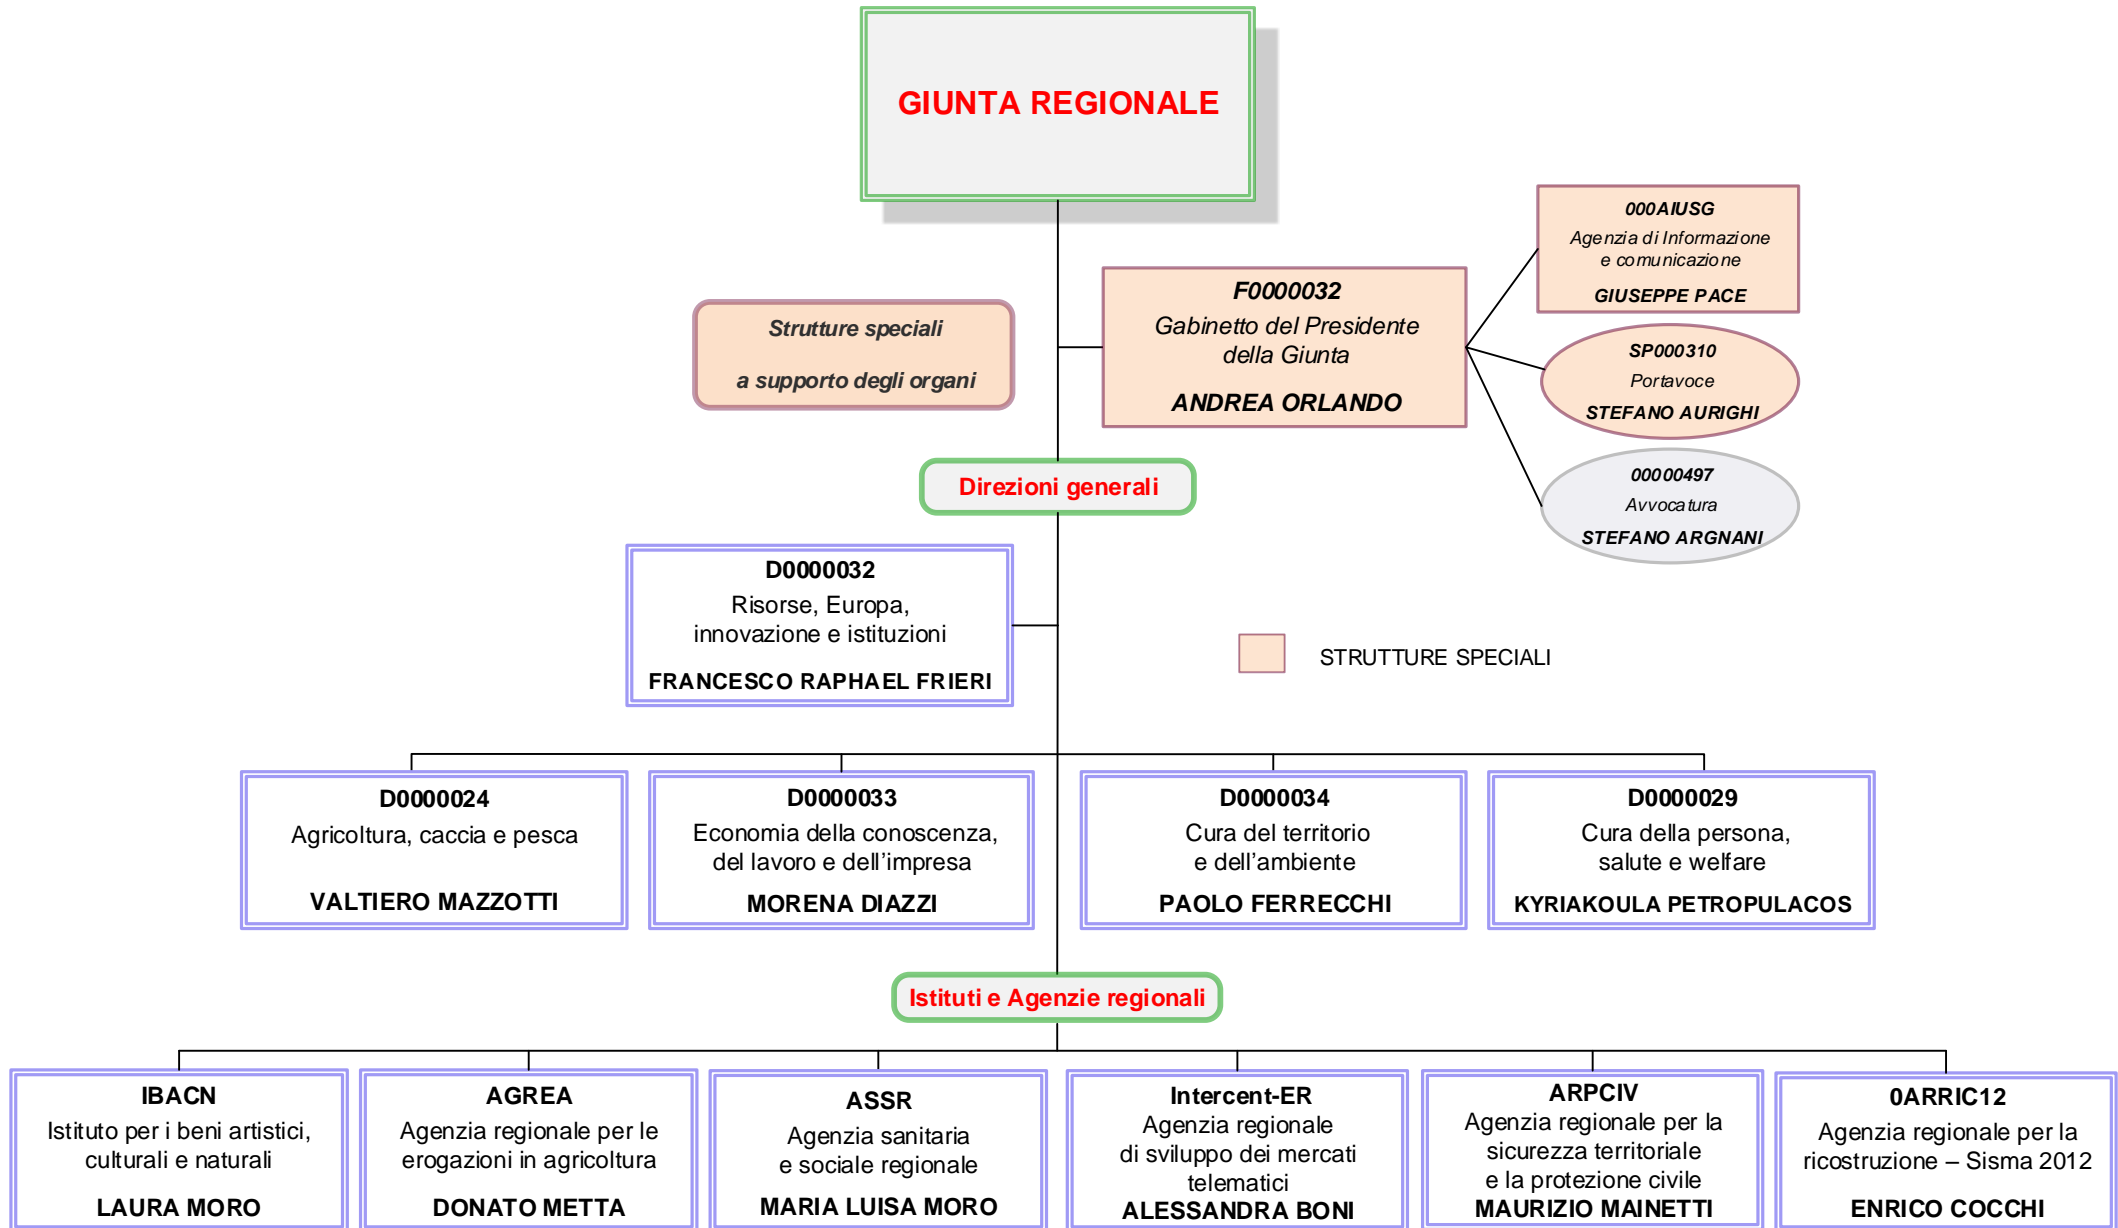 GIUNTA REGIONALE
000AIUSG
Agenzia di Informazione
e comunicazione
GIUSEPPE PACE
F0000032
Gabinetto del Presidente
della Giunta
ANDREA ORLANDO
Strutture speciali
a supporto degli organi
SP000310
Portavoce
STEFANO AURIGHI
00000497
Avvocatura
STEFANO ARGNANI
Direzioni generali
D0000032
Risorse, Europa,
innovazione e istituzioni
FRANCESCO RAPHAEL FRIERI
STRUTTURE SPECIALI
D0000024
Agricoltura, caccia e pesca
VALTIERO MAZZOTTI
D0000033
Economia della conoscenza,
del lavoro e dell’impresa
MORENA DIAZZI
D0000034
Cura del territorio
e dell’ambiente
PAOLO FERRECCHI
D0000029
Cura della persona,
salute e welfare
KYRIAKOULA PETROPULACOS
Istituti e Agenzie regionali
IBACN
Istituto per i beni artistici,
culturali e naturali
LAURA MORO
AGREA
Agenzia regionale per le
erogazioni in agricoltura
DONATO METTA
ASSR
Agenzia sanitaria
e sociale regionale
MARIA LUISA MORO
Intercent-ER
Agenzia regionale
di sviluppo dei mercati
telematici
ALESSANDRA BONI
ARPCIV
Agenzia regionale per la
sicurezza territoriale
e la protezione civile
MAURIZIO MAINETTI
0ARRIC12
Agenzia regionale per la
ricostruzione – Sisma 2012
ENRICO COCCHI